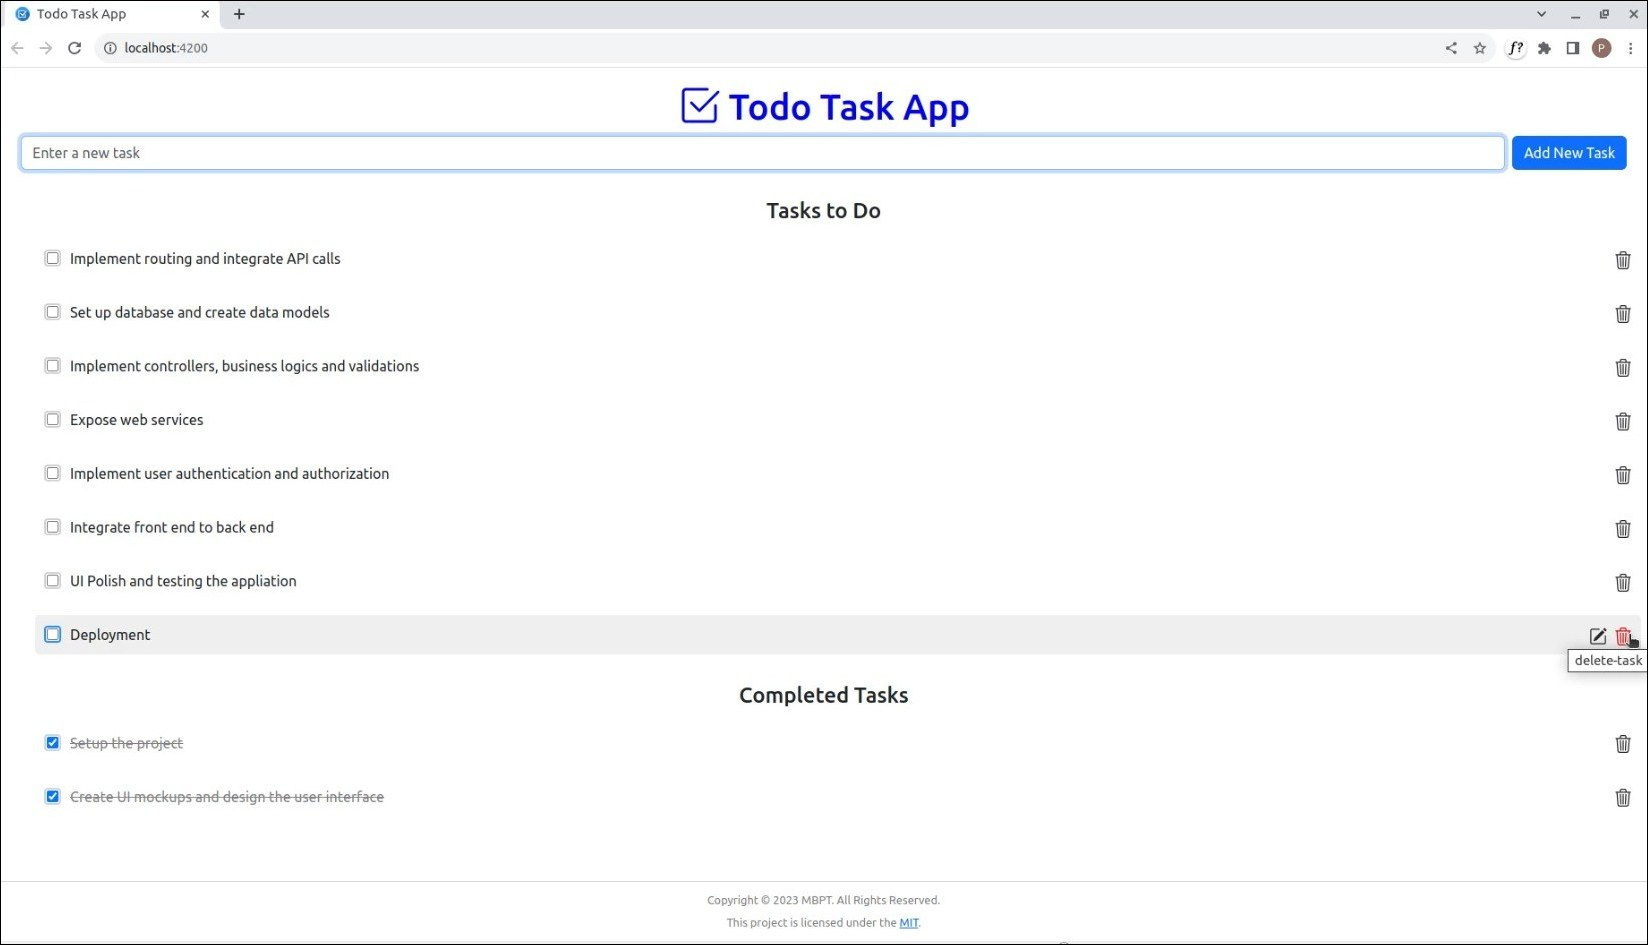 Todo Task App
localhost:4200
f?
P
Todo Task App
Enter a new task
Add New Task
Tasks to Do
Implement routing and integrate API calls
Set up database and create data models
Implement controllers, business logics and validations
Expose web services
Implement user authentication and authorization
Integrate front end to back end
UI Polish and testing the appliation
Deployment
delete-task
Completed Tasks
Setup the project
Create UI mockups and design the user interface
Copyright © 2023 MBPT. All Rights Reserved.
This project is licensed under the MIT.